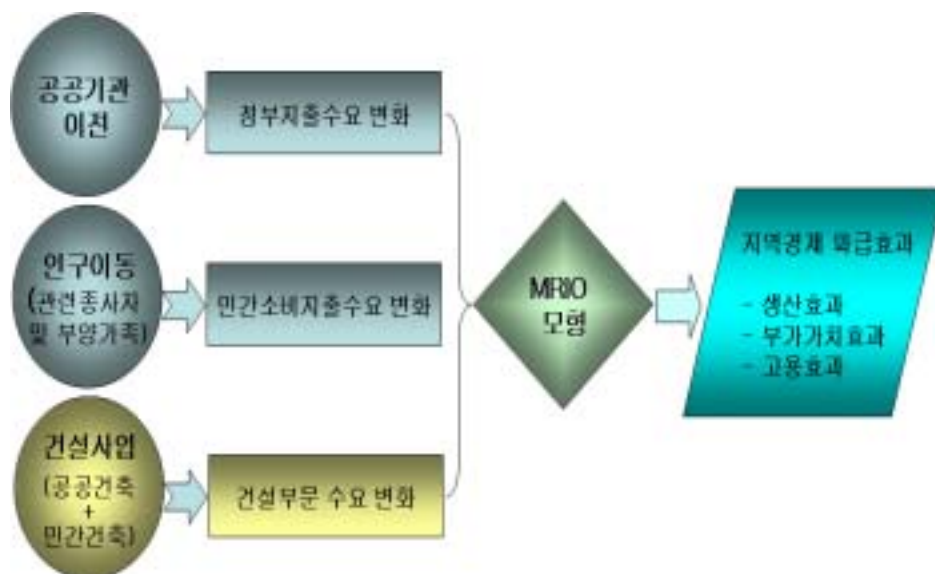 공공기관
이전
정부지출수요 변화
인구이동
(관련종사자
및 부양가족)
민간소비지출수요 변화
건설사업
(공공건축
+
민간건축)
건설부문 수요 변화
MRIO
모형
지역경제 파급효과
- 생산효과
- 부가가치효과
- 고용효과